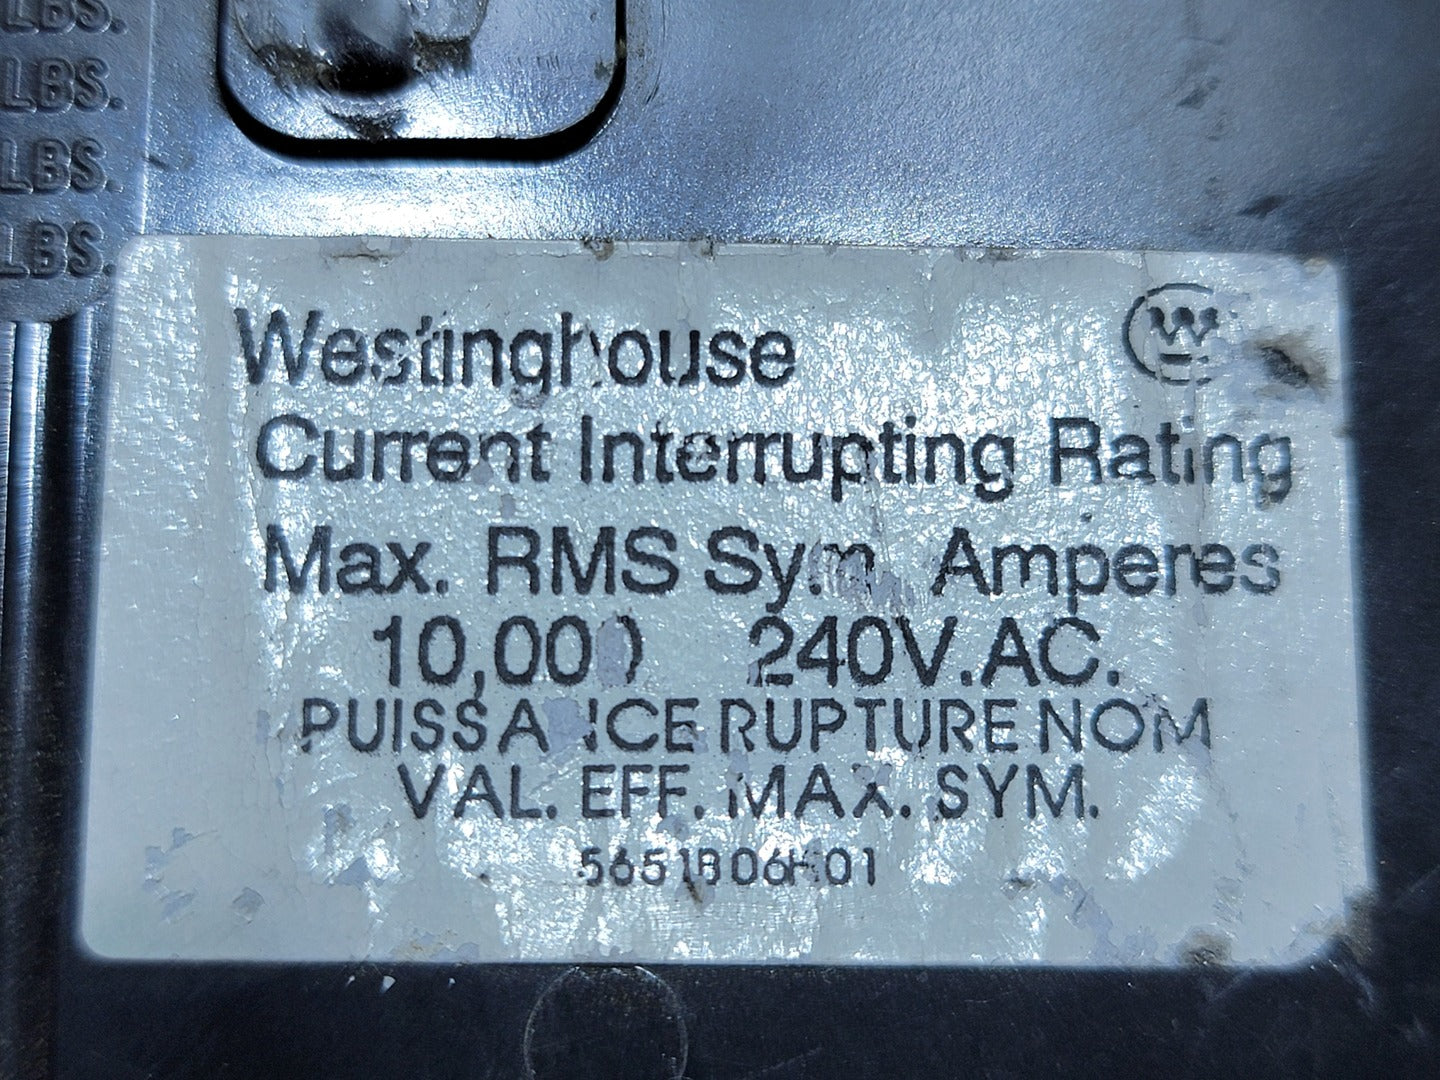 LBS.
LBS.
LBS.
LBS.
Westinghouse
W
Current Interrupting Rating
Max. RMS Sym. Amperes
10,000 240V.AC.
PUISSANCE RUPTURE NOM
VAL. EFF. MAX. SYM.
5651B06H01